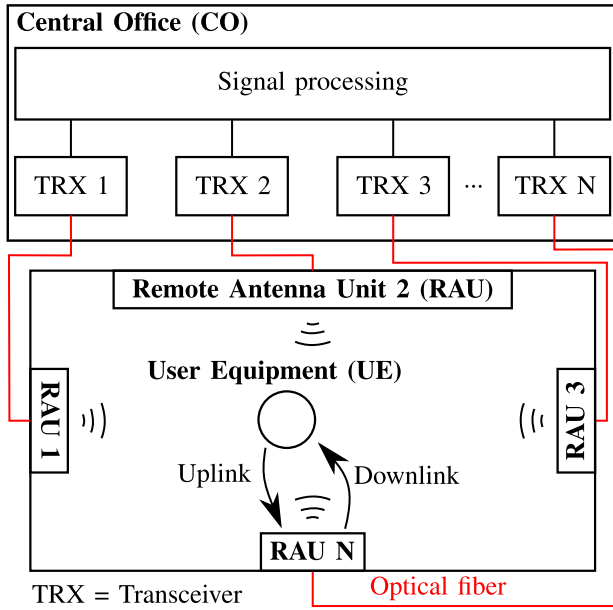 Central Office (CO)
Signal processing
TRX 1
TRX 2
TRX 3
...
TRX N
Remote Antenna Unit 2 (RAU)
User Equipment (UE)
RAU 1
RAU 3
Uplink
Downlink
RAU N
TRX = Transceiver
Optical fiber